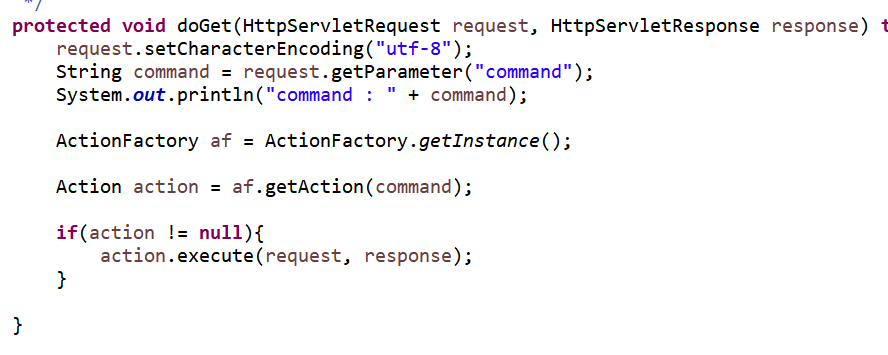 */
protected void doGet(HttpServletRequest request, HttpServletResponse response) t
request.setCharacterEncoding("utf-8");
String command = request.getParameter("command");
System.out.println("command : " + command);
ActionFactory af = ActionFactory.getInstance();
Action action = af.getAction(command);
if(action != null){
action.execute(request, response);
}
}